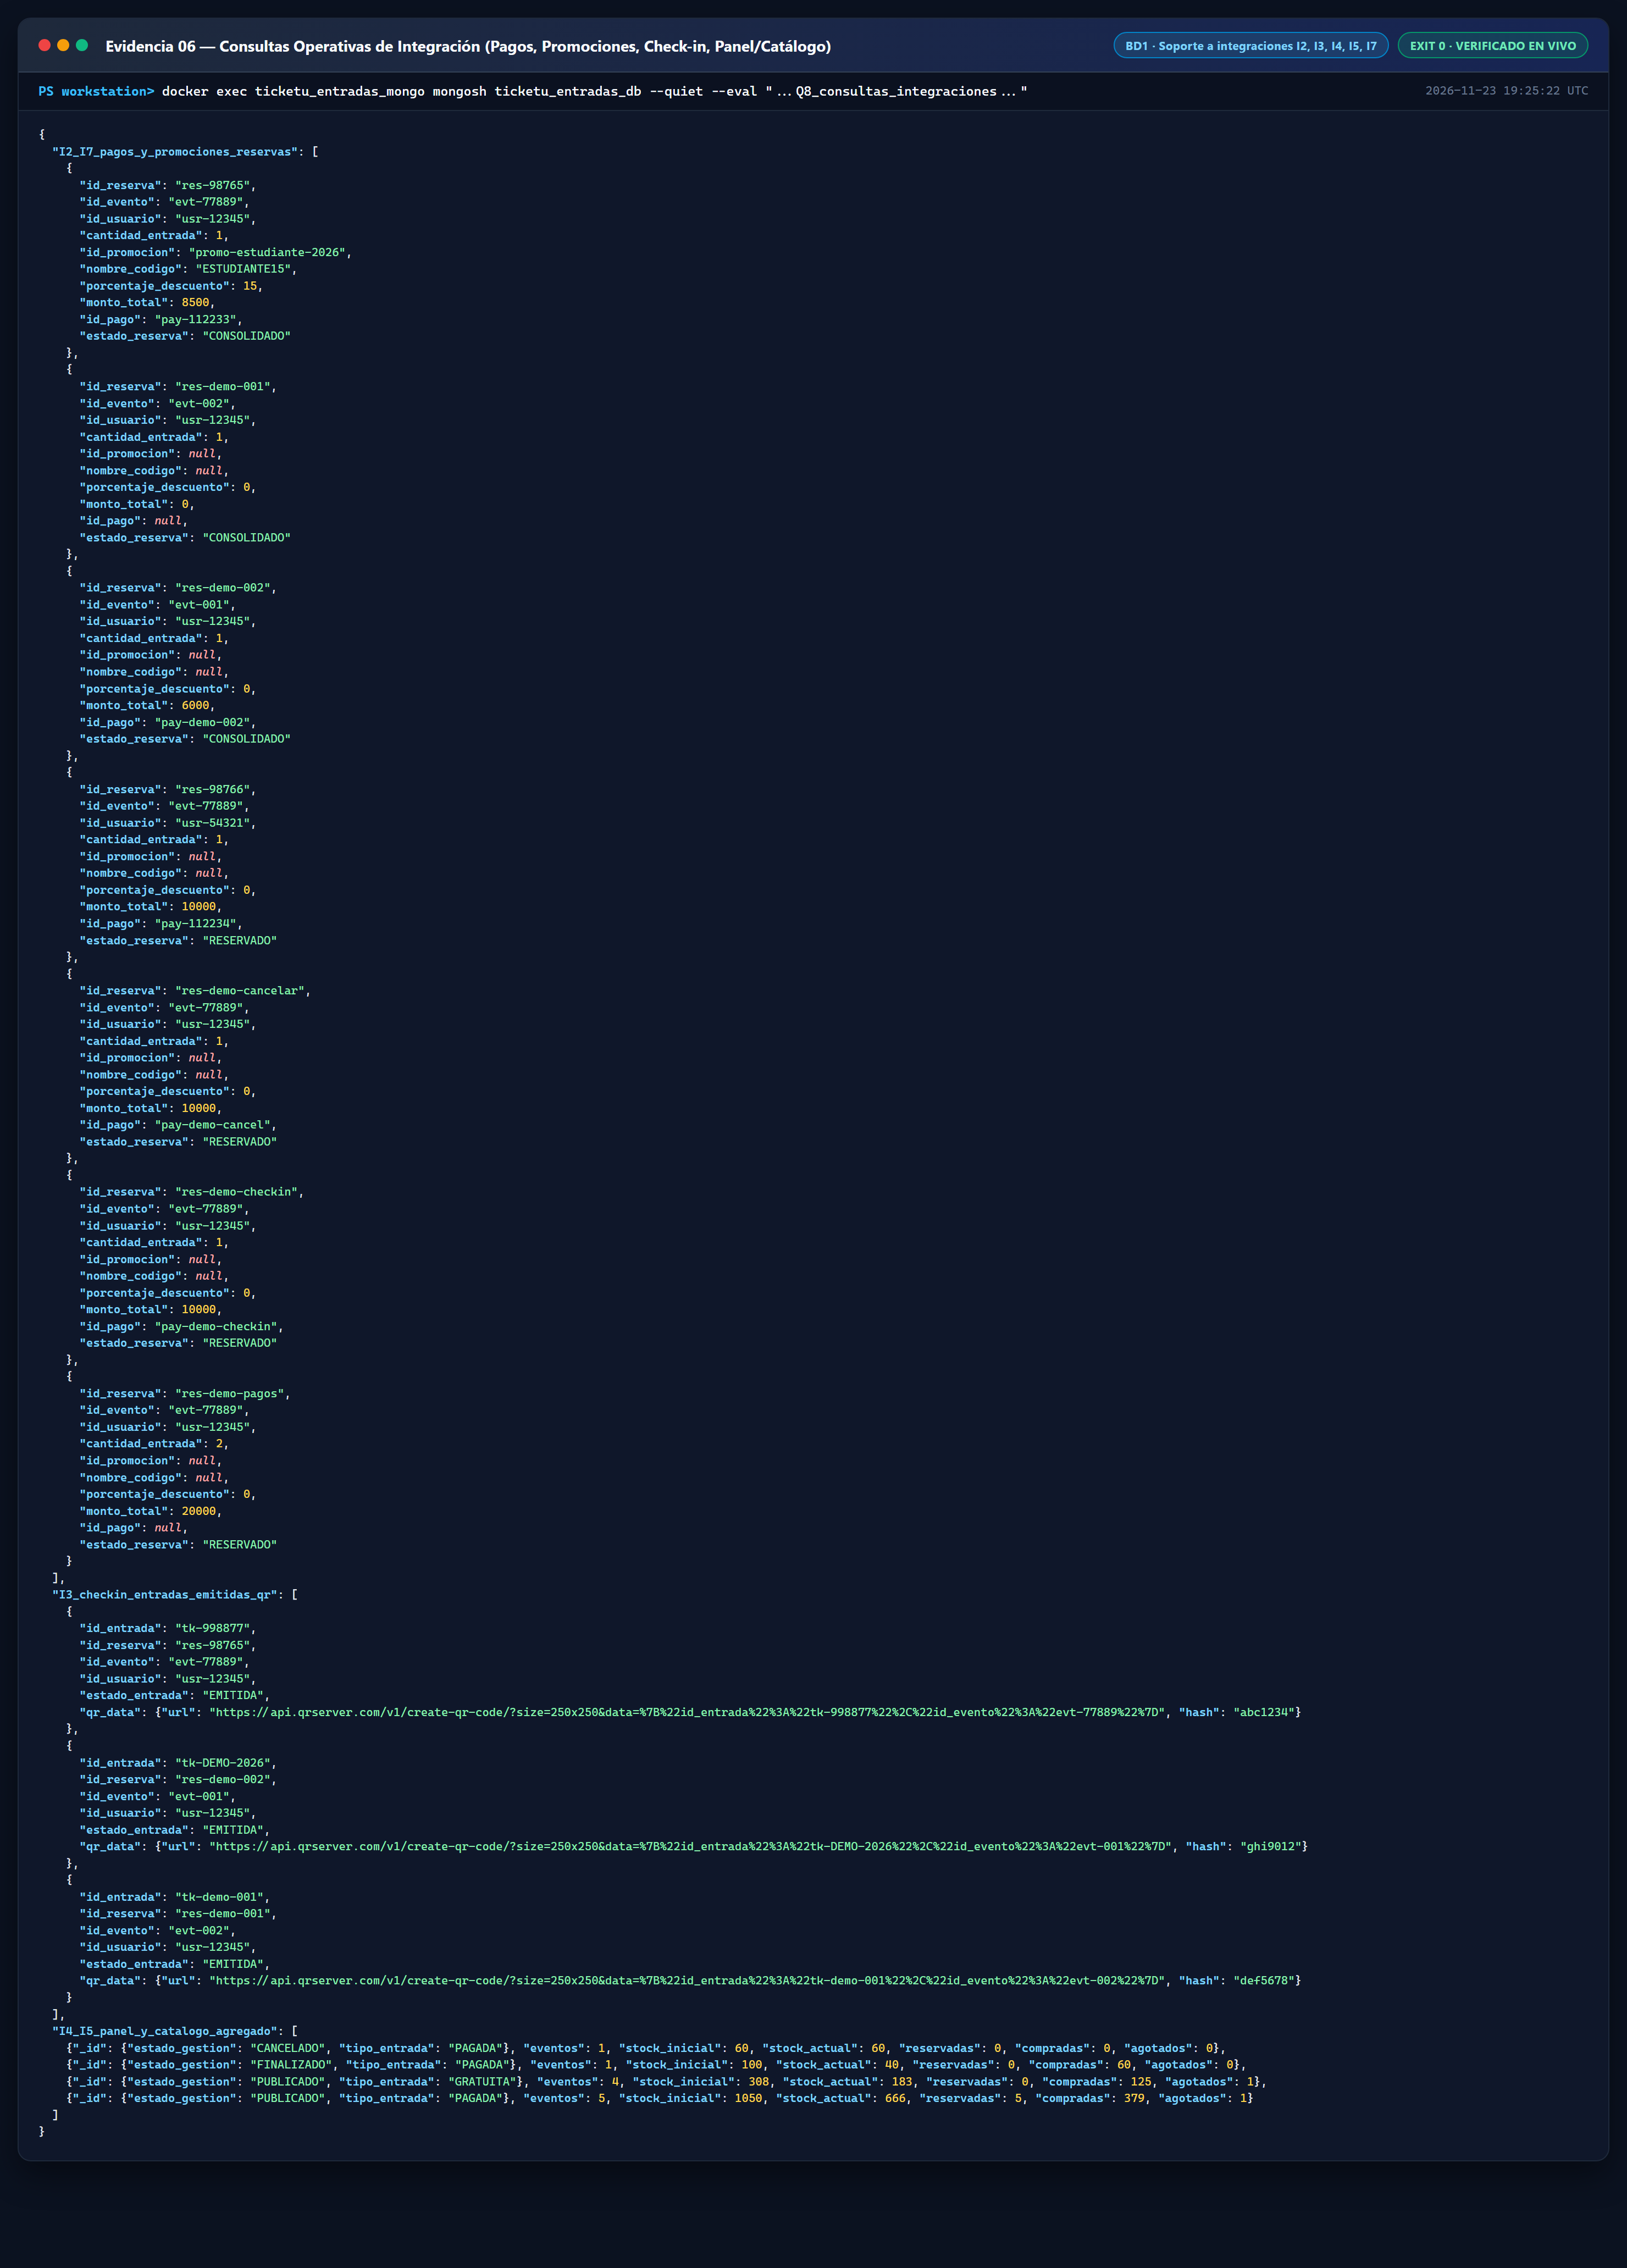 Evidencia 06 — Consultas Operativas de Integración (Pagos, Promociones, Check-in, Panel/Catálogo)
BD1 · Soporte a integraciones I2, I3, I4, I5, I7
EXIT 0 · VERIFICADO EN VIVO
PS workstation> docker exec ticketu_entradas_mongo mongosh ticketu_entradas_db --quiet --eval "...Q8_consultas_integraciones..."
2026-11-23 19:25:22 UTC
{
  "I2_I7_pagos_y_promociones_reservas": [
    {
      "id_reserva": "res-98765",
      "id_evento": "evt-77889",
      "id_usuario": "usr-12345",
      "cantidad_entrada": 1,
      "id_promocion": "promo-estudiante-2026",
      "nombre_codigo": "ESTUDIANTE15",
      "porcentaje_descuento": 15,
      "monto_total": 8500,
      "id_pago": "pay-112233",
      "estado_reserva": "CONSOLIDADO"
    },
    {
      "id_reserva": "res-demo-001",
      "id_evento": "evt-002",
      "id_usuario": "usr-12345",
      "cantidad_entrada": 1,
      "id_promocion": null,
      "nombre_codigo": null,
      "porcentaje_descuento": 0,
      "monto_total": 0,
      "id_pago": null,
      "estado_reserva": "CONSOLIDADO"
    },
    {
      "id_reserva": "res-demo-002",
      "id_evento": "evt-001",
      "id_usuario": "usr-12345",
      "cantidad_entrada": 1,
      "id_promocion": null,
      "nombre_codigo": null,
      "porcentaje_descuento": 0,
      "monto_total": 6000,
      "id_pago": "pay-demo-002",
      "estado_reserva": "CONSOLIDADO"
    },
    {
      "id_reserva": "res-98766",
      "id_evento": "evt-77889",
      "id_usuario": "usr-54321",
      "cantidad_entrada": 1,
      "id_promocion": null,
      "nombre_codigo": null,
      "porcentaje_descuento": 0,
      "monto_total": 10000,
      "id_pago": "pay-112234",
      "estado_reserva": "RESERVADO"
    },
    {
      "id_reserva": "res-demo-cancelar",
      "id_evento": "evt-77889",
      "id_usuario": "usr-12345",
      "cantidad_entrada": 1,
      "id_promocion": null,
      "nombre_codigo": null,
      "porcentaje_descuento": 0,
      "monto_total": 10000,
      "id_pago": "pay-demo-cancel",
      "estado_reserva": "RESERVADO"
    },
    {
      "id_reserva": "res-demo-checkin",
      "id_evento": "evt-77889",
      "id_usuario": "usr-12345",
      "cantidad_entrada": 1,
      "id_promocion": null,
      "nombre_codigo": null,
      "porcentaje_descuento": 0,
      "monto_total": 10000,
      "id_pago": "pay-demo-checkin",
      "estado_reserva": "RESERVADO"
    },
    {
      "id_reserva": "res-demo-pagos",
      "id_evento": "evt-77889",
      "id_usuario": "usr-12345",
      "cantidad_entrada": 2,
      "id_promocion": null,
      "nombre_codigo": null,
      "porcentaje_descuento": 0,
      "monto_total": 20000,
      "id_pago": null,
      "estado_reserva": "RESERVADO"
    }
  ],
  "I3_checkin_entradas_emitidas_qr": [
    {
      "id_entrada": "tk-998877",
      "id_reserva": "res-98765",
      "id_evento": "evt-77889",
      "id_usuario": "usr-12345",
      "estado_entrada": "EMITIDA",
      "qr_data": {"url": "https://api.qrserver.com/v1/create-qr-code/?size=250x250&data=%7B%22id_entrada%22%3A%22tk-998877%22%2C%22id_evento%22%3A%22evt-77889%22%7D", "hash": "abc1234"}
    },
    {
      "id_entrada": "tk-DEMO-2026",
      "id_reserva": "res-demo-002",
      "id_evento": "evt-001",
      "id_usuario": "usr-12345",
      "estado_entrada": "EMITIDA",
      "qr_data": {"url": "https://api.qrserver.com/v1/create-qr-code/?size=250x250&data=%7B%22id_entrada%22%3A%22tk-DEMO-2026%22%2C%22id_evento%22%3A%22evt-001%22%7D", "hash": "ghi9012"}
    },
    {
      "id_entrada": "tk-demo-001",
      "id_reserva": "res-demo-001",
      "id_evento": "evt-002",
      "id_usuario": "usr-12345",
      "estado_entrada": "EMITIDA",
      "qr_data": {"url": "https://api.qrserver.com/v1/create-qr-code/?size=250x250&data=%7B%22id_entrada%22%3A%22tk-demo-001%22%2C%22id_evento%22%3A%22evt-002%22%7D", "hash": "def5678"}
    }
  ],
  "I4_I5_panel_y_catalogo_agregado": [
    {"_id": {"estado_gestion": "CANCELADO", "tipo_entrada": "PAGADA"}, "eventos": 1, "stock_inicial": 60, "stock_actual": 60, "reservadas": 0, "compradas": 0, "agotados": 0},
    {"_id": {"estado_gestion": "FINALIZADO", "tipo_entrada": "PAGADA"}, "eventos": 1, "stock_inicial": 100, "stock_actual": 40, "reservadas": 0, "compradas": 60, "agotados": 0},
    {"_id": {"estado_gestion": "PUBLICADO", "tipo_entrada": "GRATUITA"}, "eventos": 4, "stock_inicial": 308, "stock_actual": 183, "reservadas": 0, "compradas": 125, "agotados": 1},
    {"_id": {"estado_gestion": "PUBLICADO", "tipo_entrada": "PAGADA"}, "eventos": 5, "stock_inicial": 1050, "stock_actual": 666, "reservadas": 5, "compradas": 379, "agotados": 1}
  ]
}